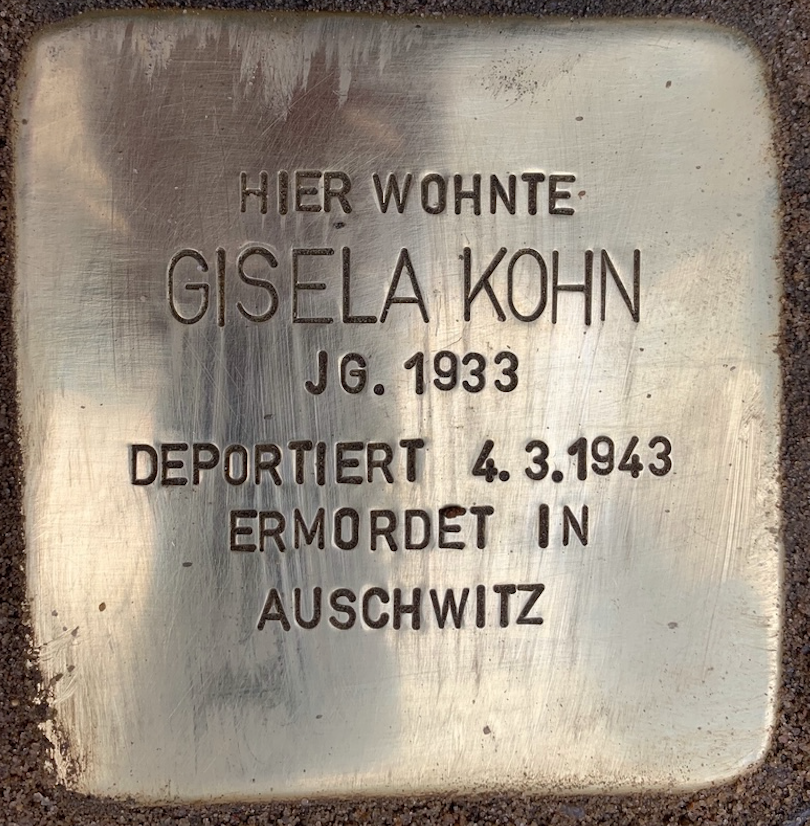 HIER WOHNTE
GISELA KOHN
JG. 1933
DEPORTIERT 4.3.1943
ERMORDET IN
AUSCHWITZ